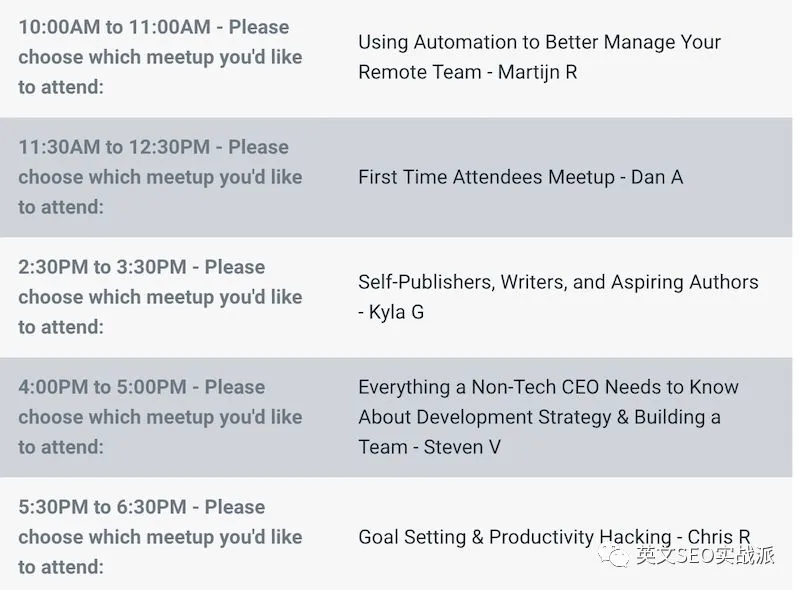 10:00AM to 11:00AM - Please
choose which meetup you'd like
to attend:
Using Automation to Better Manage Your
Remote Team - Martijn R
11:30AM to 12:30PM - Please
choose which meetup you'd like
to attend:
First Time Attendees Meetup - Dan A
2:30PM to 3:30PM - Please
choose which meetup you'd like
to attend:
Self-Publishers, Writers, and Aspiring Authors
- Kyla G
4:00PM to 5:00PM - Please
choose which meetup you'd like
to attend:
Everything a Non-Tech CEO Needs to Know
About Development Strategy & Building a
Team - Steven V
5:30PM to 6:30PM - Please
choose which meetup you'd like
to attend:
Goal Setting & Productivity Hacking - Chris R
英文SEO实战派